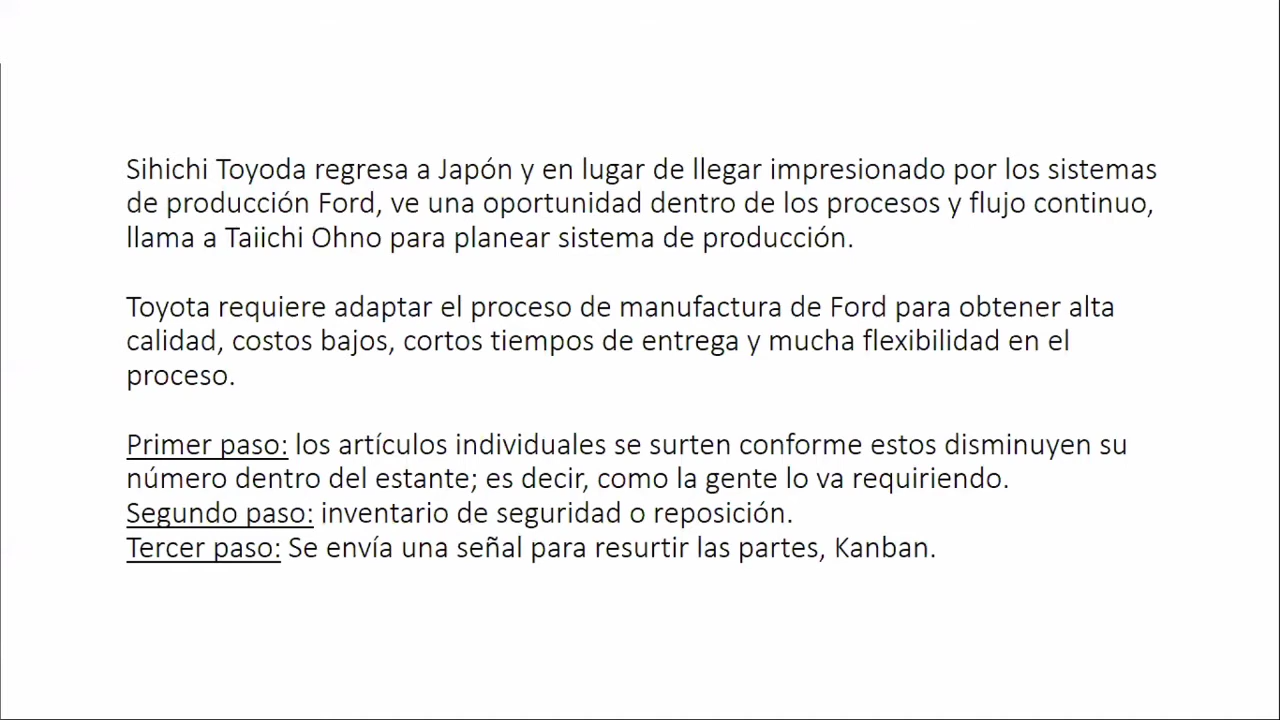 Sihichi Toyoda regresa a Japón y en lugar de llegar impresionado por los sistemas
de producción Ford, ve una oportunidad dentro de los procesos y flujo continuo,
llama a Taiichi Ohno para planear sistema de producción.
Toyota requiere adaptar el proceso de manufactura de Ford para obtener alta
calidad, costos bajos, cortos tiempos de entrega y mucha flexibilidad en el
proceso.
Primer paso: los artículos individuales se surten conforme estos disminuyen su
número dentro del estante; es decir, como la gente lo va requiriendo.
Segundo paso: inventario de seguridad o reposición.
Tercer paso: Se envía una señal para resurtir las partes, Kanban.